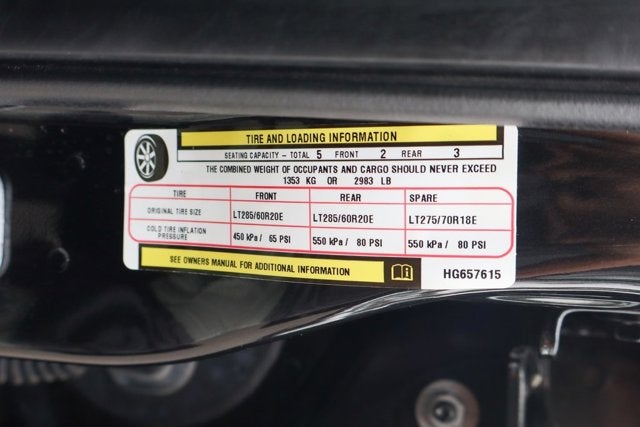 TIRE AND LOADING INFORMATION
SEATING CAPACITY - TOTAL 5 FRONT 2 REAR 3
THE COMBINED WEIGHT OF OCCUPANTS AND CARGO SHOULD NEVER EXCEED
1353 KG OR 2983 LB
TIRE FRONT REAR SPARE
ORIGINAL TIRE SIZE LT285/60R20E LT285/60R20E LT275/70R18E
COLD TIRE INFLATION
PRESSURE 450 kPa / 65 PSI 550 kPa / 80 PSI 550 kPa / 80 PSI
SEE OWNERS MANUAL FOR ADDITIONAL INFORMATION
HG657615